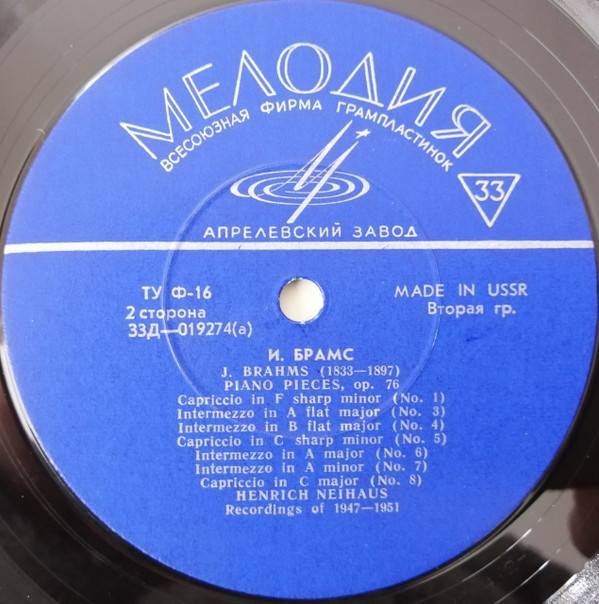 МЕЛОДИЯ
ВСЕСОЮЗНАЯ ФИРМА ГРАМПЛАСТИНОК
33
АПРЕЛЕВСКИЙ ЗАВОД
ТУ Ф-16
MADE IN USSR
2 сторона
Вторая гр.
33Д—019274(а)
И. БРАМС
J. BRAHMS (1833—1897)
PIANO PIECES, op. 76
Capriccio in F sharp minor (No. 1)
Intermezzo in A flat major (No. 3)
Intermezzo in B flat major (No. 4)
Capriccio in C sharp minor (No. 5)
Intermezzo in A major (No. 6)
Intermezzo in A minor (No. 7)
Capriccio in C major (No. 8)
HENRICH NEIHAUS
Recordings of 1947—1951